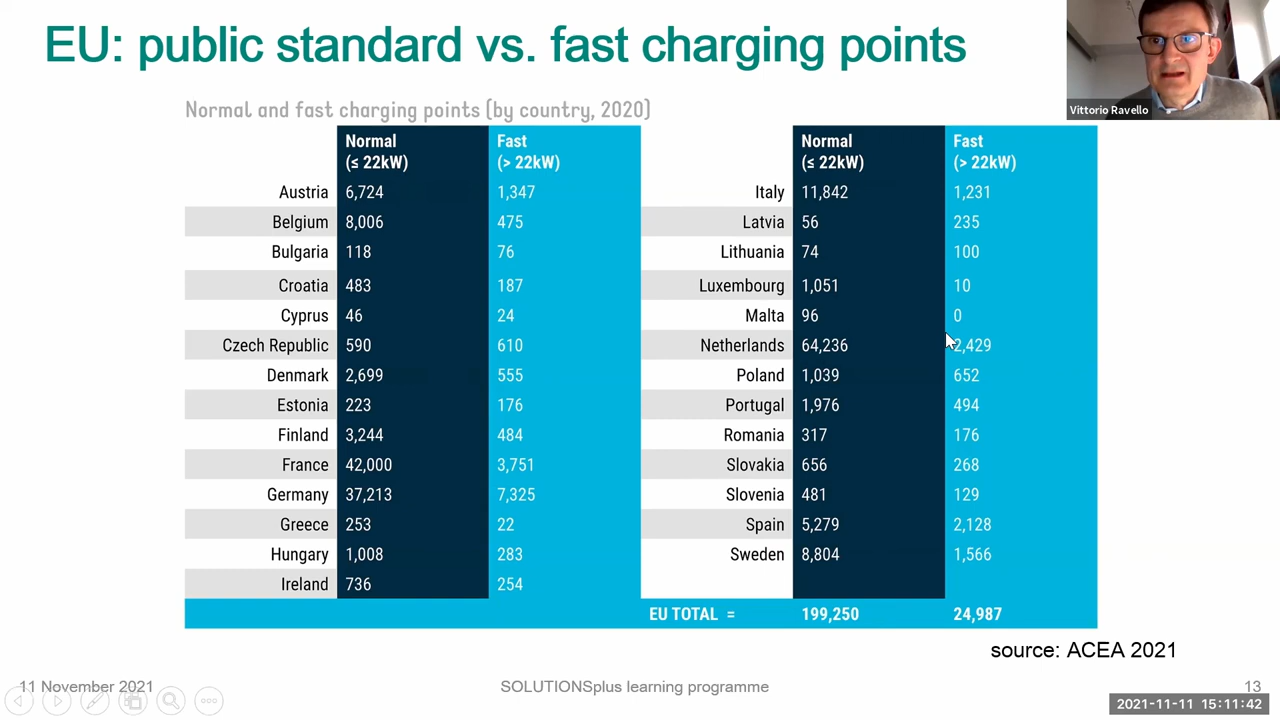 EU: public standard vs. fast charging points
Vittorio Ravello
Normal and fast charging points (by country, 2020)
Normal (≤ 22kW) Fast (> 22kW)
Austria 6,724 1,347
Belgium 8,006 475
Bulgaria 118 76
Croatia 483 187
Cyprus 46 24
Czech Republic 590 610
Denmark 2,699 555
Estonia 223 176
Finland 3,244 484
France 42,000 3,751
Germany 37,213 7,325
Greece 253 22
Hungary 1,008 283
Ireland 736 254
Normal (≤ 22kW) Fast (> 22kW)
Italy 11,842 1,231
Latvia 56 235
Lithuania 74 100
Luxembourg 1,051 10
Malta 96 0
Netherlands 64,236 2,429
Poland 1,039 652
Portugal 1,976 494
Romania 317 176
Slovakia 656 268
Slovenia 481 129
Spain 5,279 2,128
Sweden 8,804 1,566
EU TOTAL = 199,250 24,987
source: ACEA 2021
11 November 2021 SOLUTIONSplus learning programme 13
2021-11-11 15:11:42